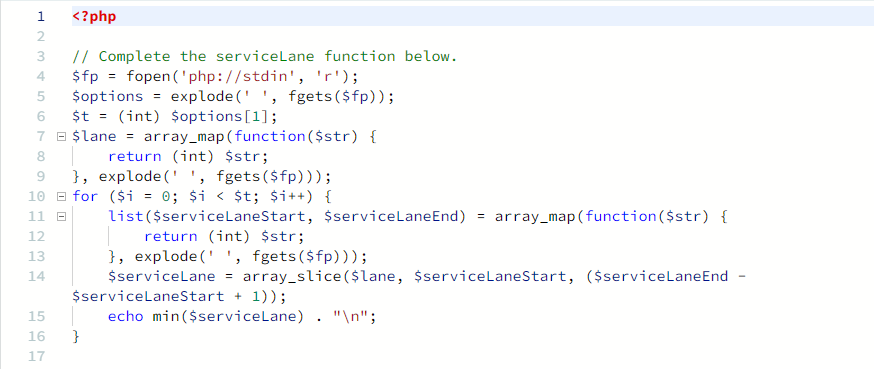 1 <?php
2
3 // Complete the serviceLane function below.
4 $fp = fopen('php://stdin', 'r');
5 $options = explode(' ', fgets($fp));
6 $t = (int) $options[1];
7 $lane = array_map(function($str) {
8     return (int) $str;
9 }, explode(' ', fgets($fp)));
10 for ($i = 0; $i < $t; $i++) {
11     list($serviceLaneStart, $serviceLaneEnd) = array_map(function($str) {
12         return (int) $str;
13     }, explode(' ', fgets($fp)));
14     $serviceLane = array_slice($lane, $serviceLaneStart, ($serviceLaneEnd -
$serviceLaneStart + 1));
15     echo min($serviceLane) . "\n";
16 }
17